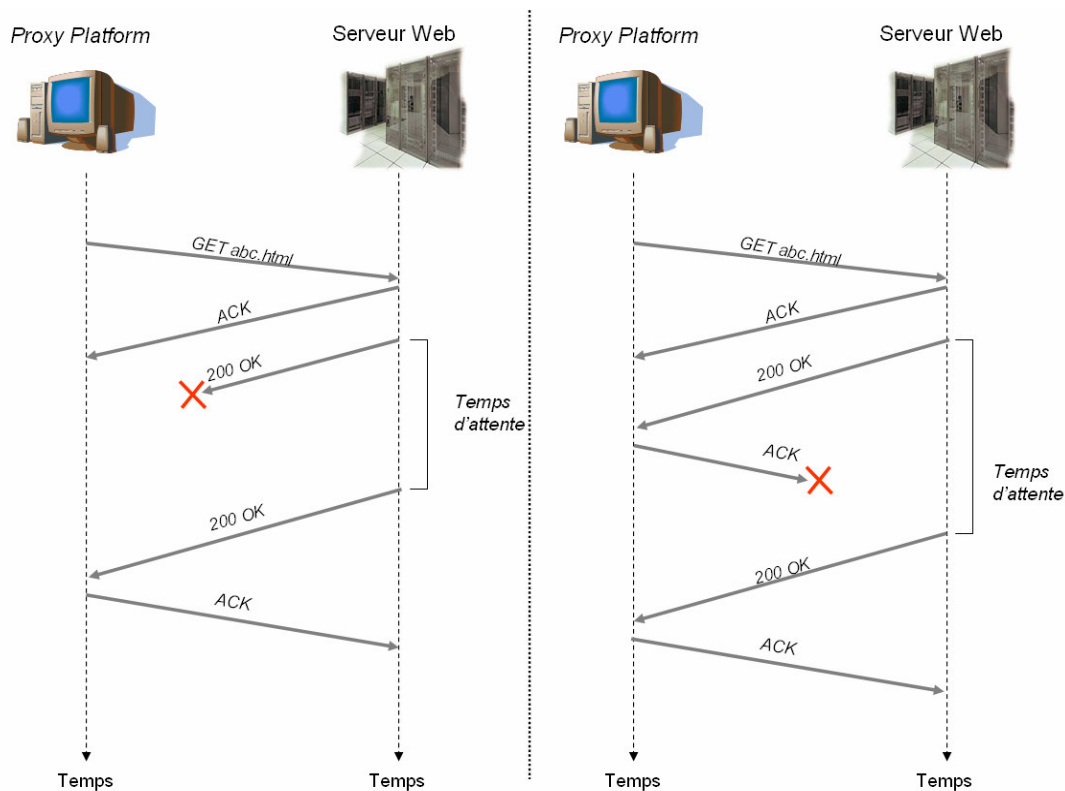 Proxy Platform
Serveur Web
GET abc.html
ACK
200 OK
Temps
d'attente
200 OK
ACK
Temps
Temps
Proxy Platform
Serveur Web
GET abc.html
ACK
200 OK
ACK
Temps
d'attente
200 OK
ACK
Temps
Temps